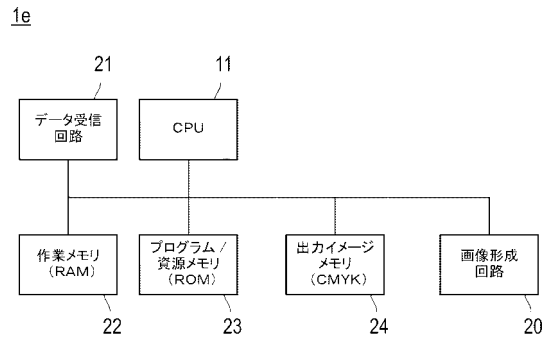 1e
21
11
データ受信
回路
CPU
作業メモリ
(RAM)
プログラム/
資源メモリ
(ROM)
出力イメージ
メモリ
(CMYK)
画像形成
回路
22
23
24
20